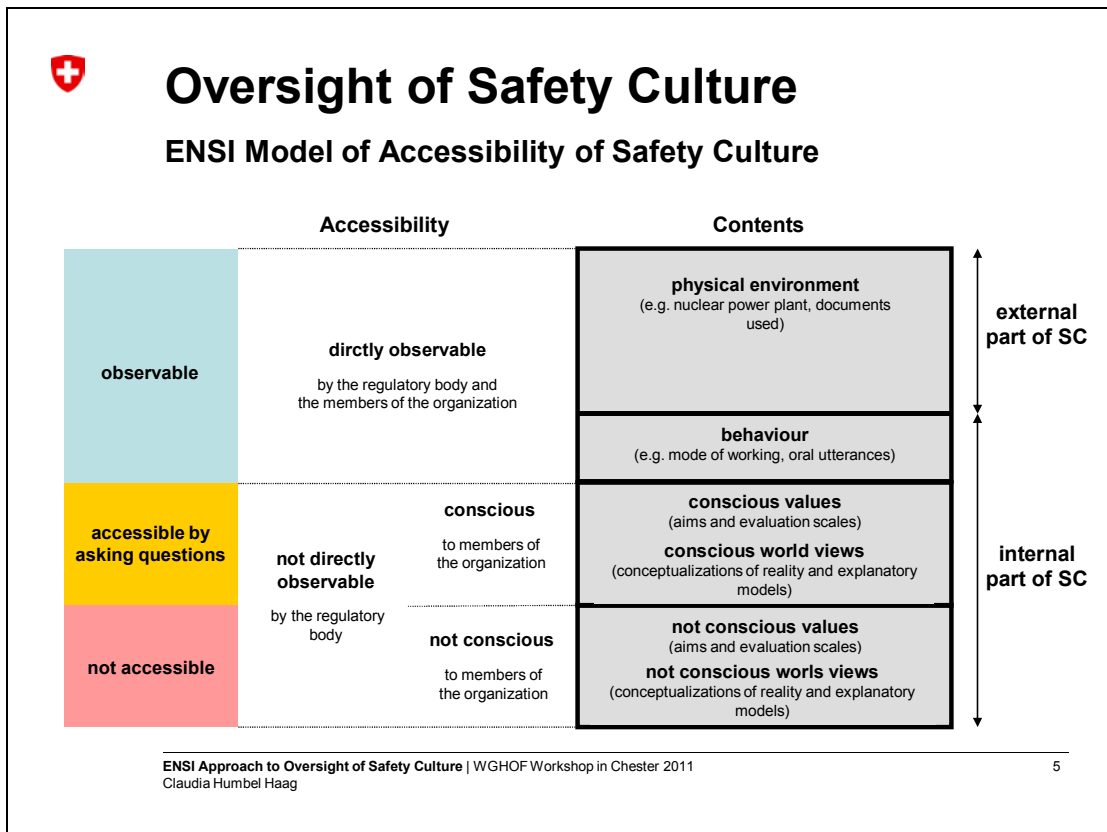 Oversight of Safety Culture
ENSI Model of Accessibility of Safety Culture
Accessibility
Contents
observable
dirctly observable
by the regulatory body and
the members of the organization
physical environment
(e.g. nuclear power plant, documents
used)
external
part of SC
behaviour
(e.g. mode of working, oral utterances)
accessible by
asking questions
not directly
observable
by the regulatory
body
conscious
to members of
the organization
conscious values
(aims and evaluation scales)
conscious world views
(conceptualizations of reality and explanatory
models)
internal
part of SC
not accessible
not conscious
to members of
the organization
not conscious values
(aims and evaluation scales)
not conscious worls views
(conceptualizations of reality and explanatory
models)
ENSI Approach to Oversight of Safety Culture | WGHOF Workshop in Chester 2011
5
Claudia Humbel Haag